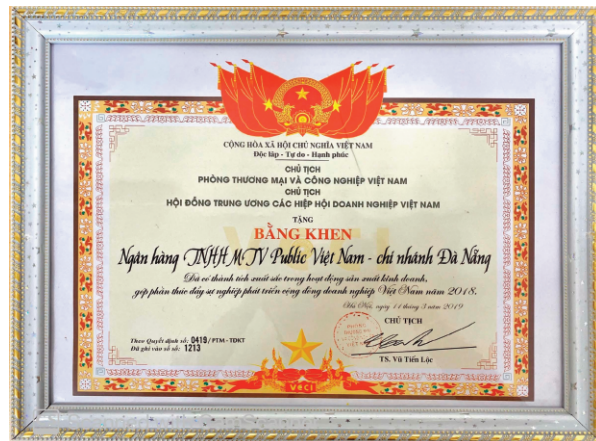 CỘNG HÒA XÃ HỘI CHỦ NGHĨA VIỆT NAM
Độc lập - Tự do - Hạnh phúc
CHỦ TỊCH
PHÒNG THƯƠNG MẠI VÀ CÔNG NGHIỆP VIỆT NAM
CHỦ TỊCH
HỘI ĐỒNG TRUNG ƯƠNG CÁC HIỆP HỘI DOANH NGHIỆP VIỆT NAM
TẶNG
BẰNG KHEN
Ngân hàng TNHH MTV Public Việt Nam - chi nhánh Đà Nẵng
Đã có thành tích xuất sắc trong hoạt động sản xuất kinh doanh,
góp phần thúc đẩy sự nghiệp phát triển cộng đồng doanh nghiệp Việt Nam năm 2018.
Hà Nội, ngày 11 tháng 3 năm 2019
CHỦ TỊCH
Theo Quyết định số: 0419/PTM-TĐKT
Đã ghi vào sổ số: 1213
TS. Vũ Tiến Lộc
VCCI